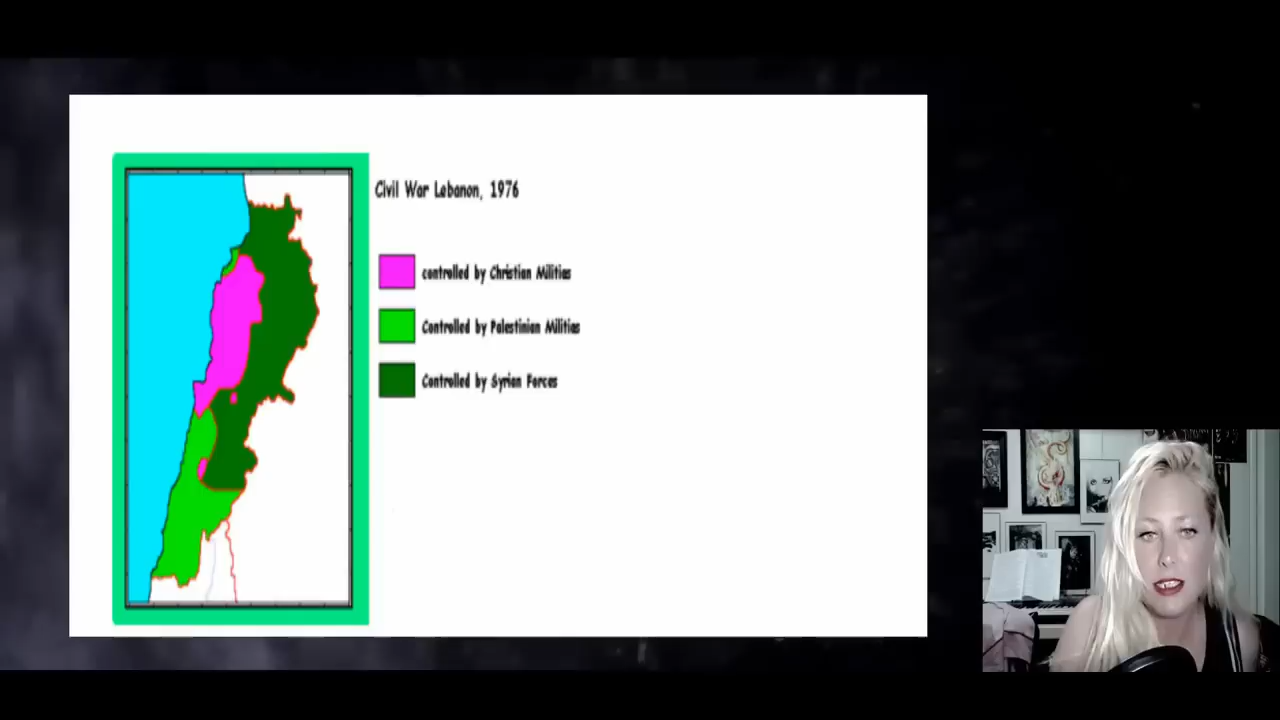 Civil War Lebanon, 1976
controlled by Christian Militias
Controlled by Palestinian Militias
Controlled by Syrian Forces